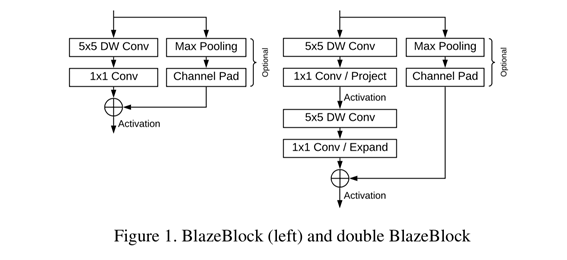 5x5 DW Conv
Max Pooling
1x1 Conv
Channel Pad
Optional
Activation
5x5 DW Conv
Max Pooling
1x1 Conv / Project
Channel Pad
Optional
Activation
5x5 DW Conv
1x1 Conv / Expand
Activation
Figure 1. BlazeBlock (left) and double BlazeBlock